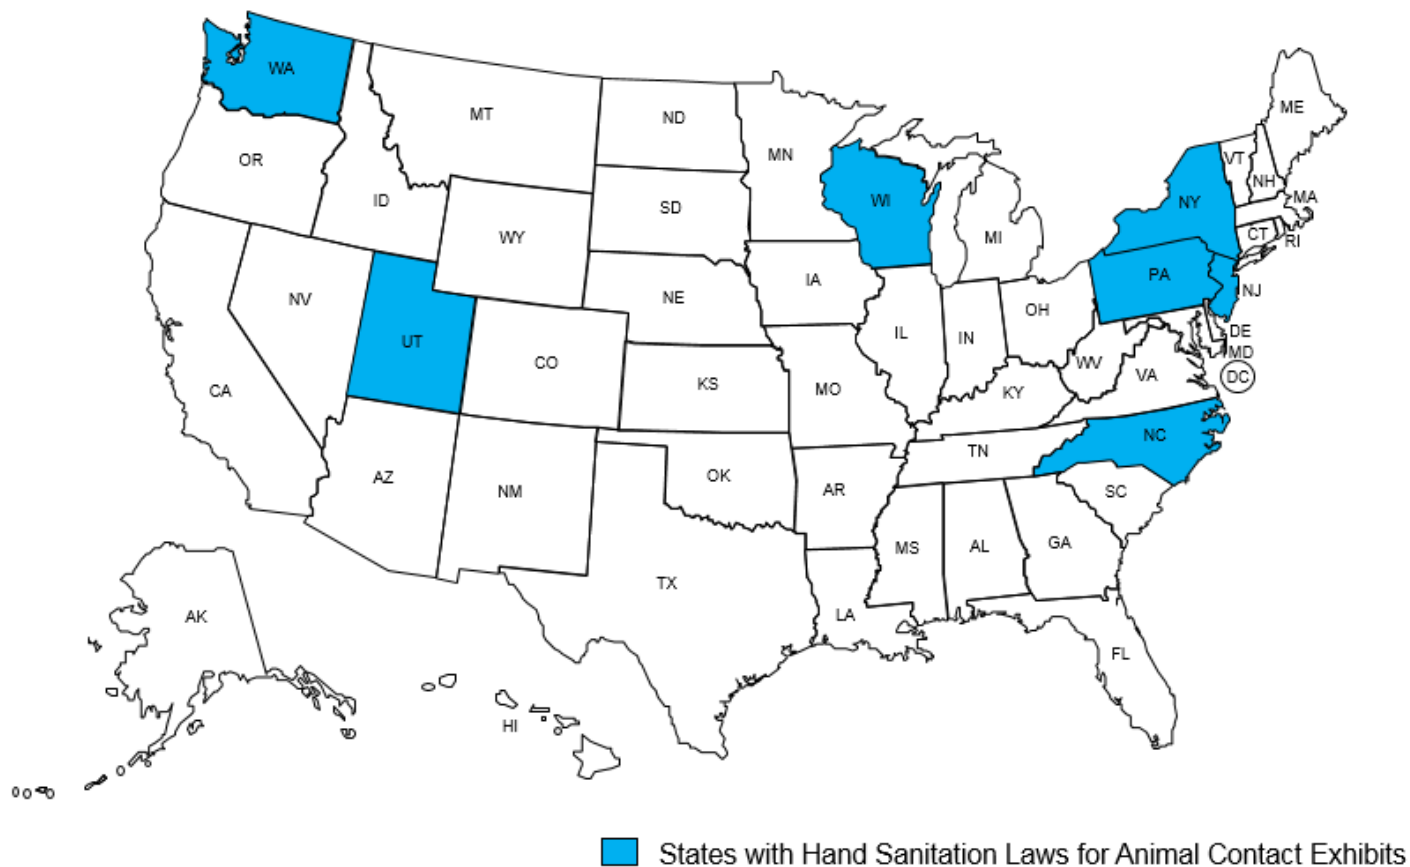 WA
MT
ND
MN
ME
OR
ID
SD
WI
VT
NH
NY
MA
WY
MI
CT
RI
IA
PA
NV
NE
NJ
OH
UT
IL
IN
DE
CO
MD
WV
DC
CA
KS
MO
VA
KY
NC
TN
AZ
NM
OK
AR
SC
MS
AL
GA
TX
AK
LA
FL
HI
States with Hand Sanitation Laws for Animal Contact Exhibits